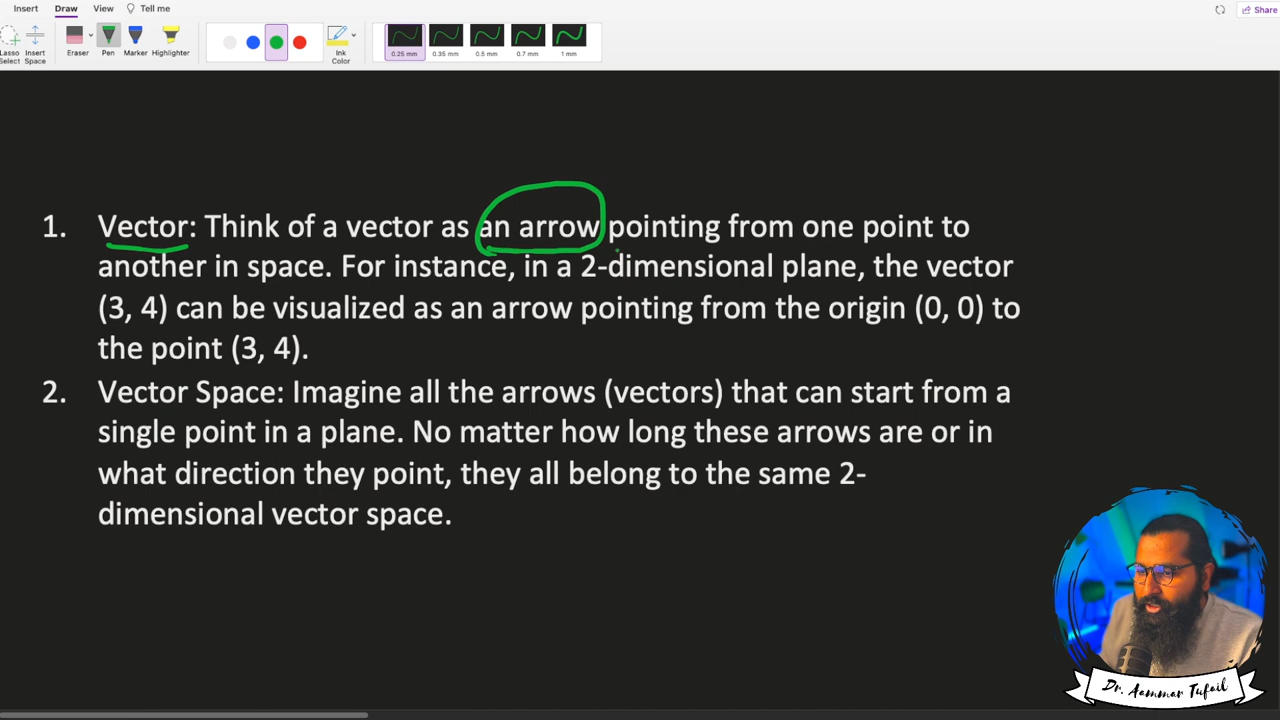 Insert Draw View Tell me
Share
Lasso Select
Insert Space
Eraser
Pen
Marker
Highlighter
Ink Color
0.25 mm
0.35 mm
0.5 mm
0.7 mm
1 mm
1. Vector: Think of a vector as an arrow pointing from one point to
another in space. For instance, in a 2-dimensional plane, the vector
(3, 4) can be visualized as an arrow pointing from the origin (0, 0) to
the point (3, 4).
2. Vector Space: Imagine all the arrows (vectors) that can start from a
single point in a plane. No matter how long these arrows are or in
what direction they point, they all belong to the same 2-
dimensional vector space.
Dr. Aammar Tufail